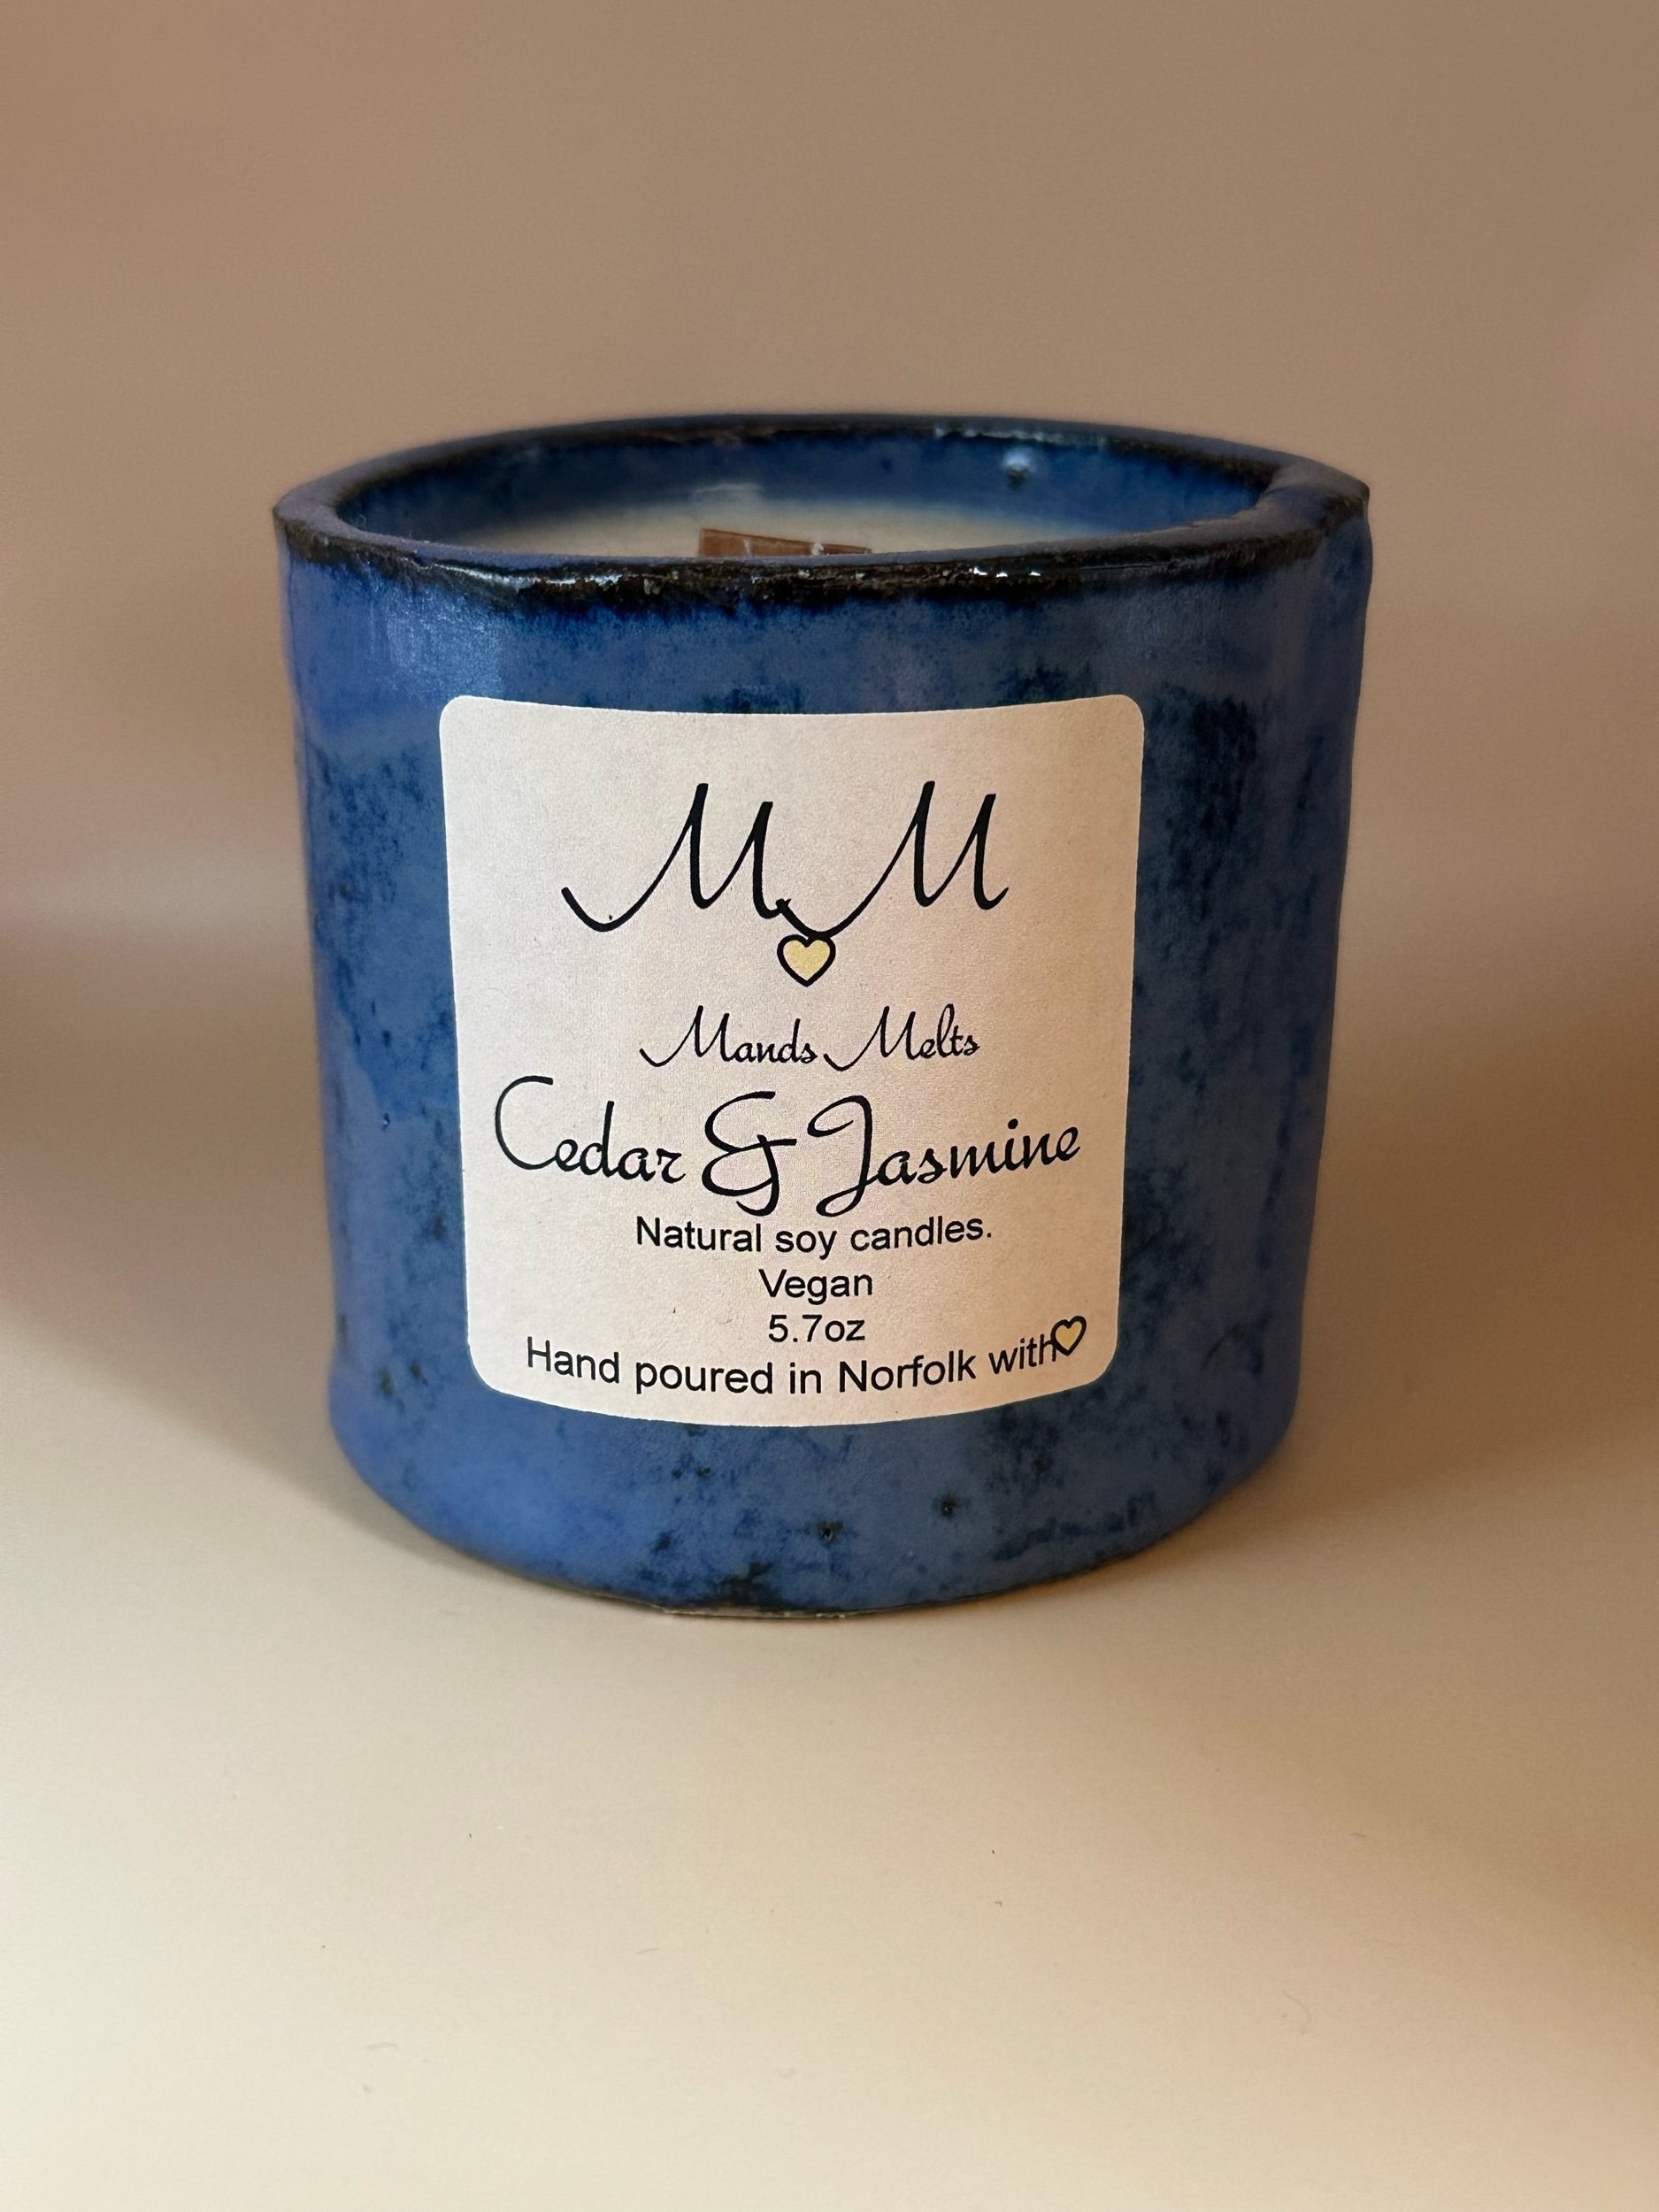 MM
Mands Melts
Cedar & Jasmine
Natural soy candles.
Vegan
5.7oz
Hand poured in Norfolk with